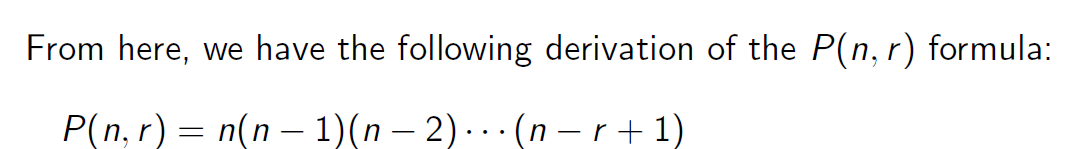 From here, we have the following derivation of the P(n, r) formula:
P(n, r) = n(n − 1)(n − 2) ··· (n − r + 1)